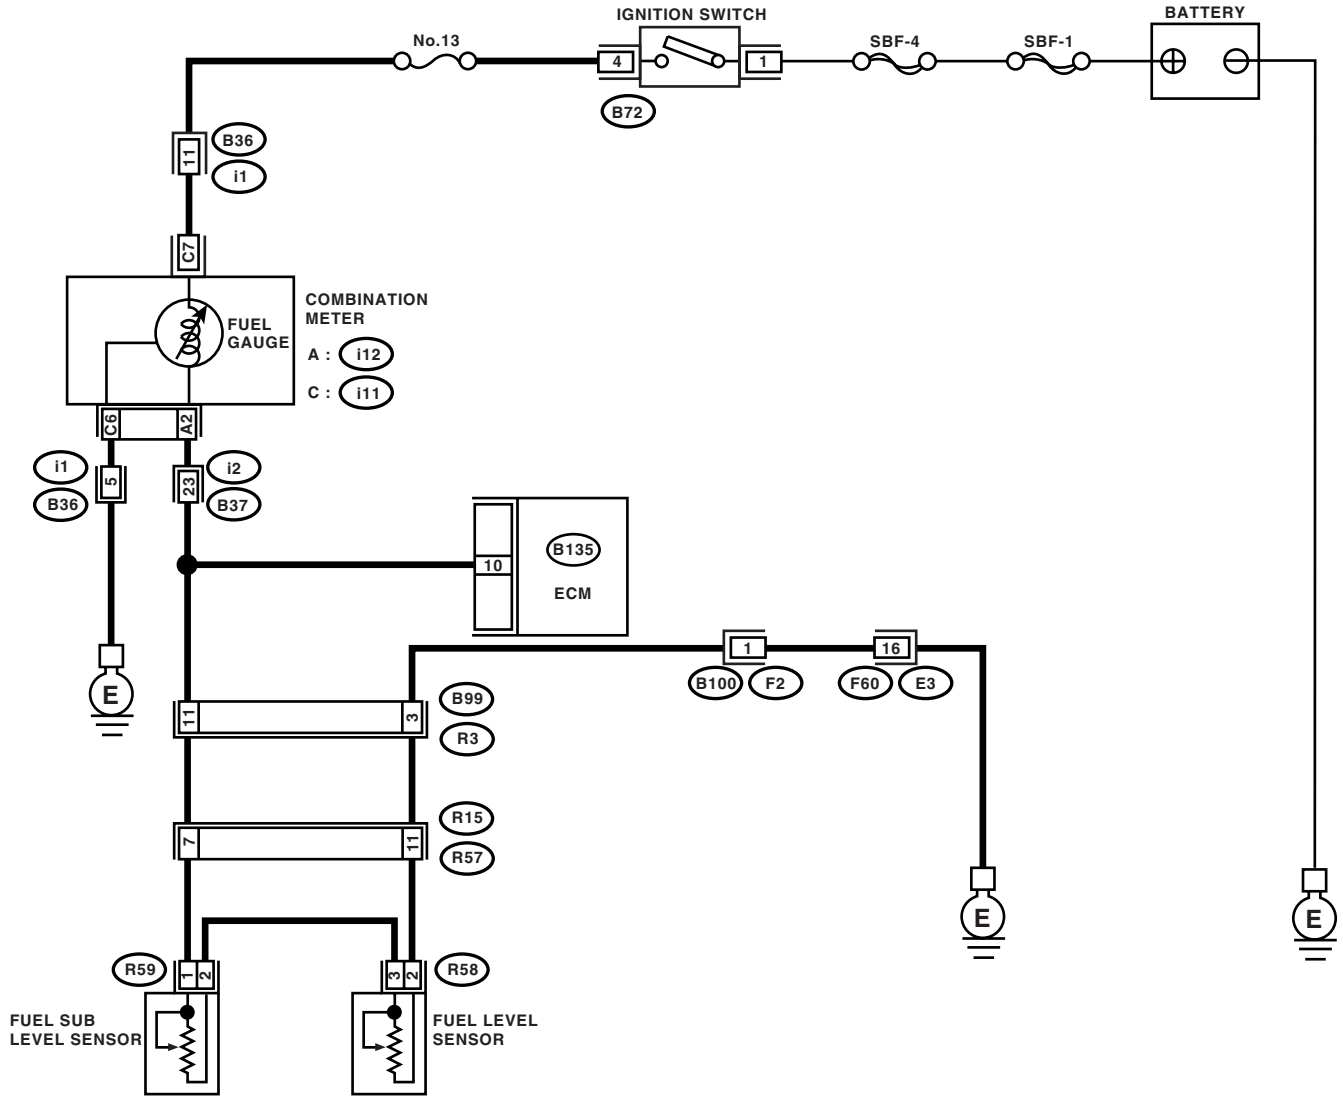 IGNITION SWITCH
BATTERY
No.13
SBF-4
SBF-1
4
1
B72
11
B36
i1
C7
FUEL
GAUGE
COMBINATION
METER
A : i12
C : i11
C6
A2
i1
B36
5
23
i2
B37
10
B135
ECM
E
1
B100
F2
16
F60
E3
11
3
B99
R3
7
11
R15
R57
E
E
R59
1
2
3
2
R58
FUEL SUB
LEVEL SENSOR
FUEL LEVEL
SENSOR